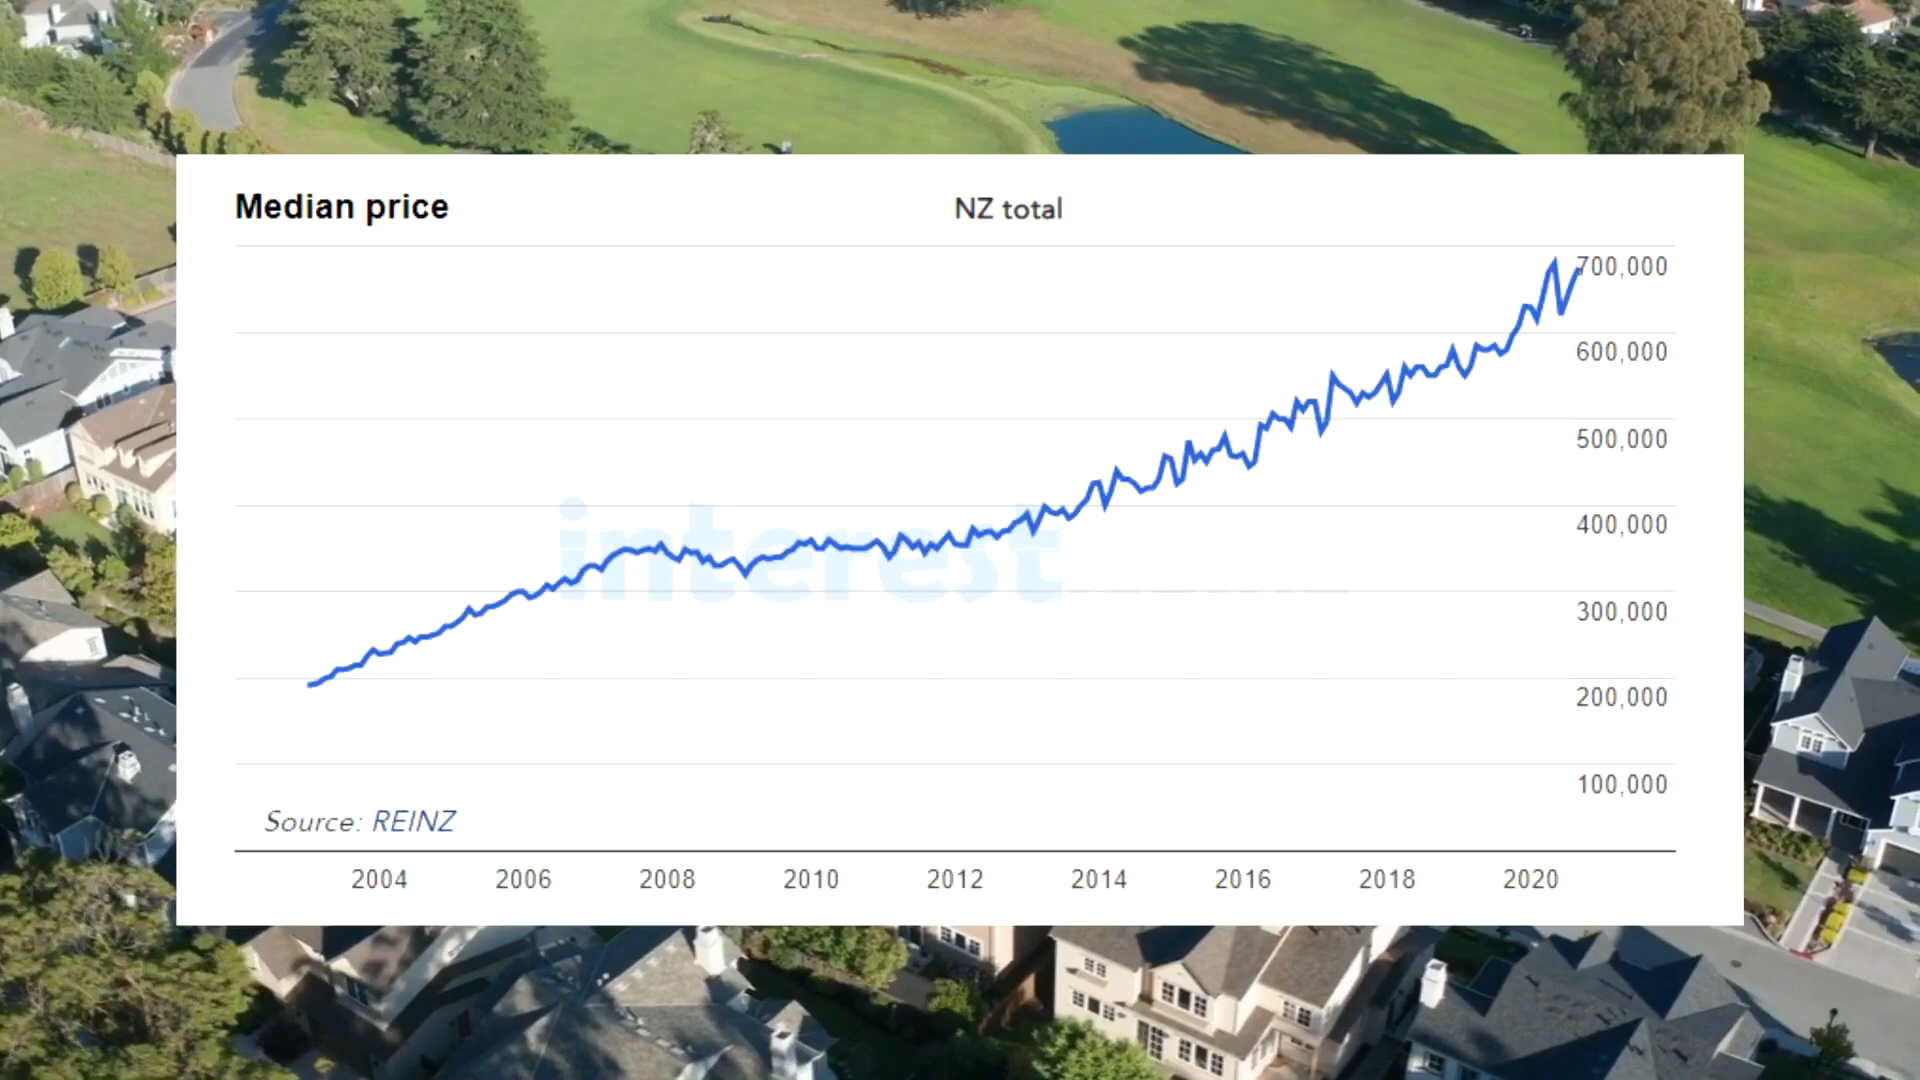 Median price
NZ total
700,000
600,000
500,000
400,000
interest
300,000
200,000
100,000
Source: REINZ
2004 2006 2008 2010 2012 2014 2016 2018 2020